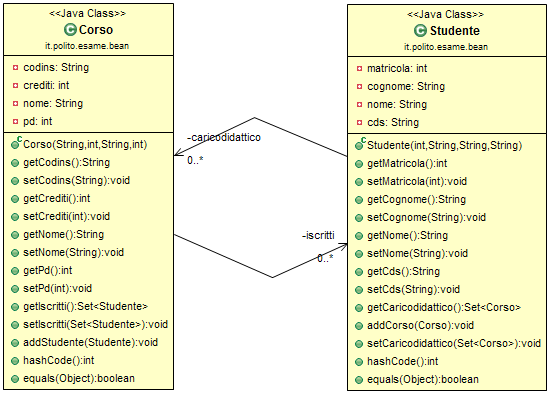 <<Java Class>>
C Corso
it.polito.esame.bean
codins: String
crediti: int
nome: String
pd: int
c Corso(String,int,String,int)
getCodins():String
setCodins(String):void
getCrediti():int
setCrediti(int):void
getNome():String
setNome(String):void
getPd():int
setPd(int):void
getIscritti():Set<Studente>
setIscritti(Set<Studente>):void
addStudente(Studente):void
hashCode():int
equals(Object):boolean
-caricodidattico
0..*
-iscritti
0..*
<<Java Class>>
C Studente
it.polito.esame.bean
matricola: int
cognome: String
nome: String
cds: String
c Studente(int,String,String,String)
getMatricola():int
setMatricola(int):void
getCognome():String
setCognome(String):void
getNome():String
setNome(String):void
getCds():String
setCds(String):void
getCaricodidattico():Set<Corso>
addCorso(Corso):void
setCaricodidattico(Set<Corso>):void
hashCode():int
equals(Object):boolean